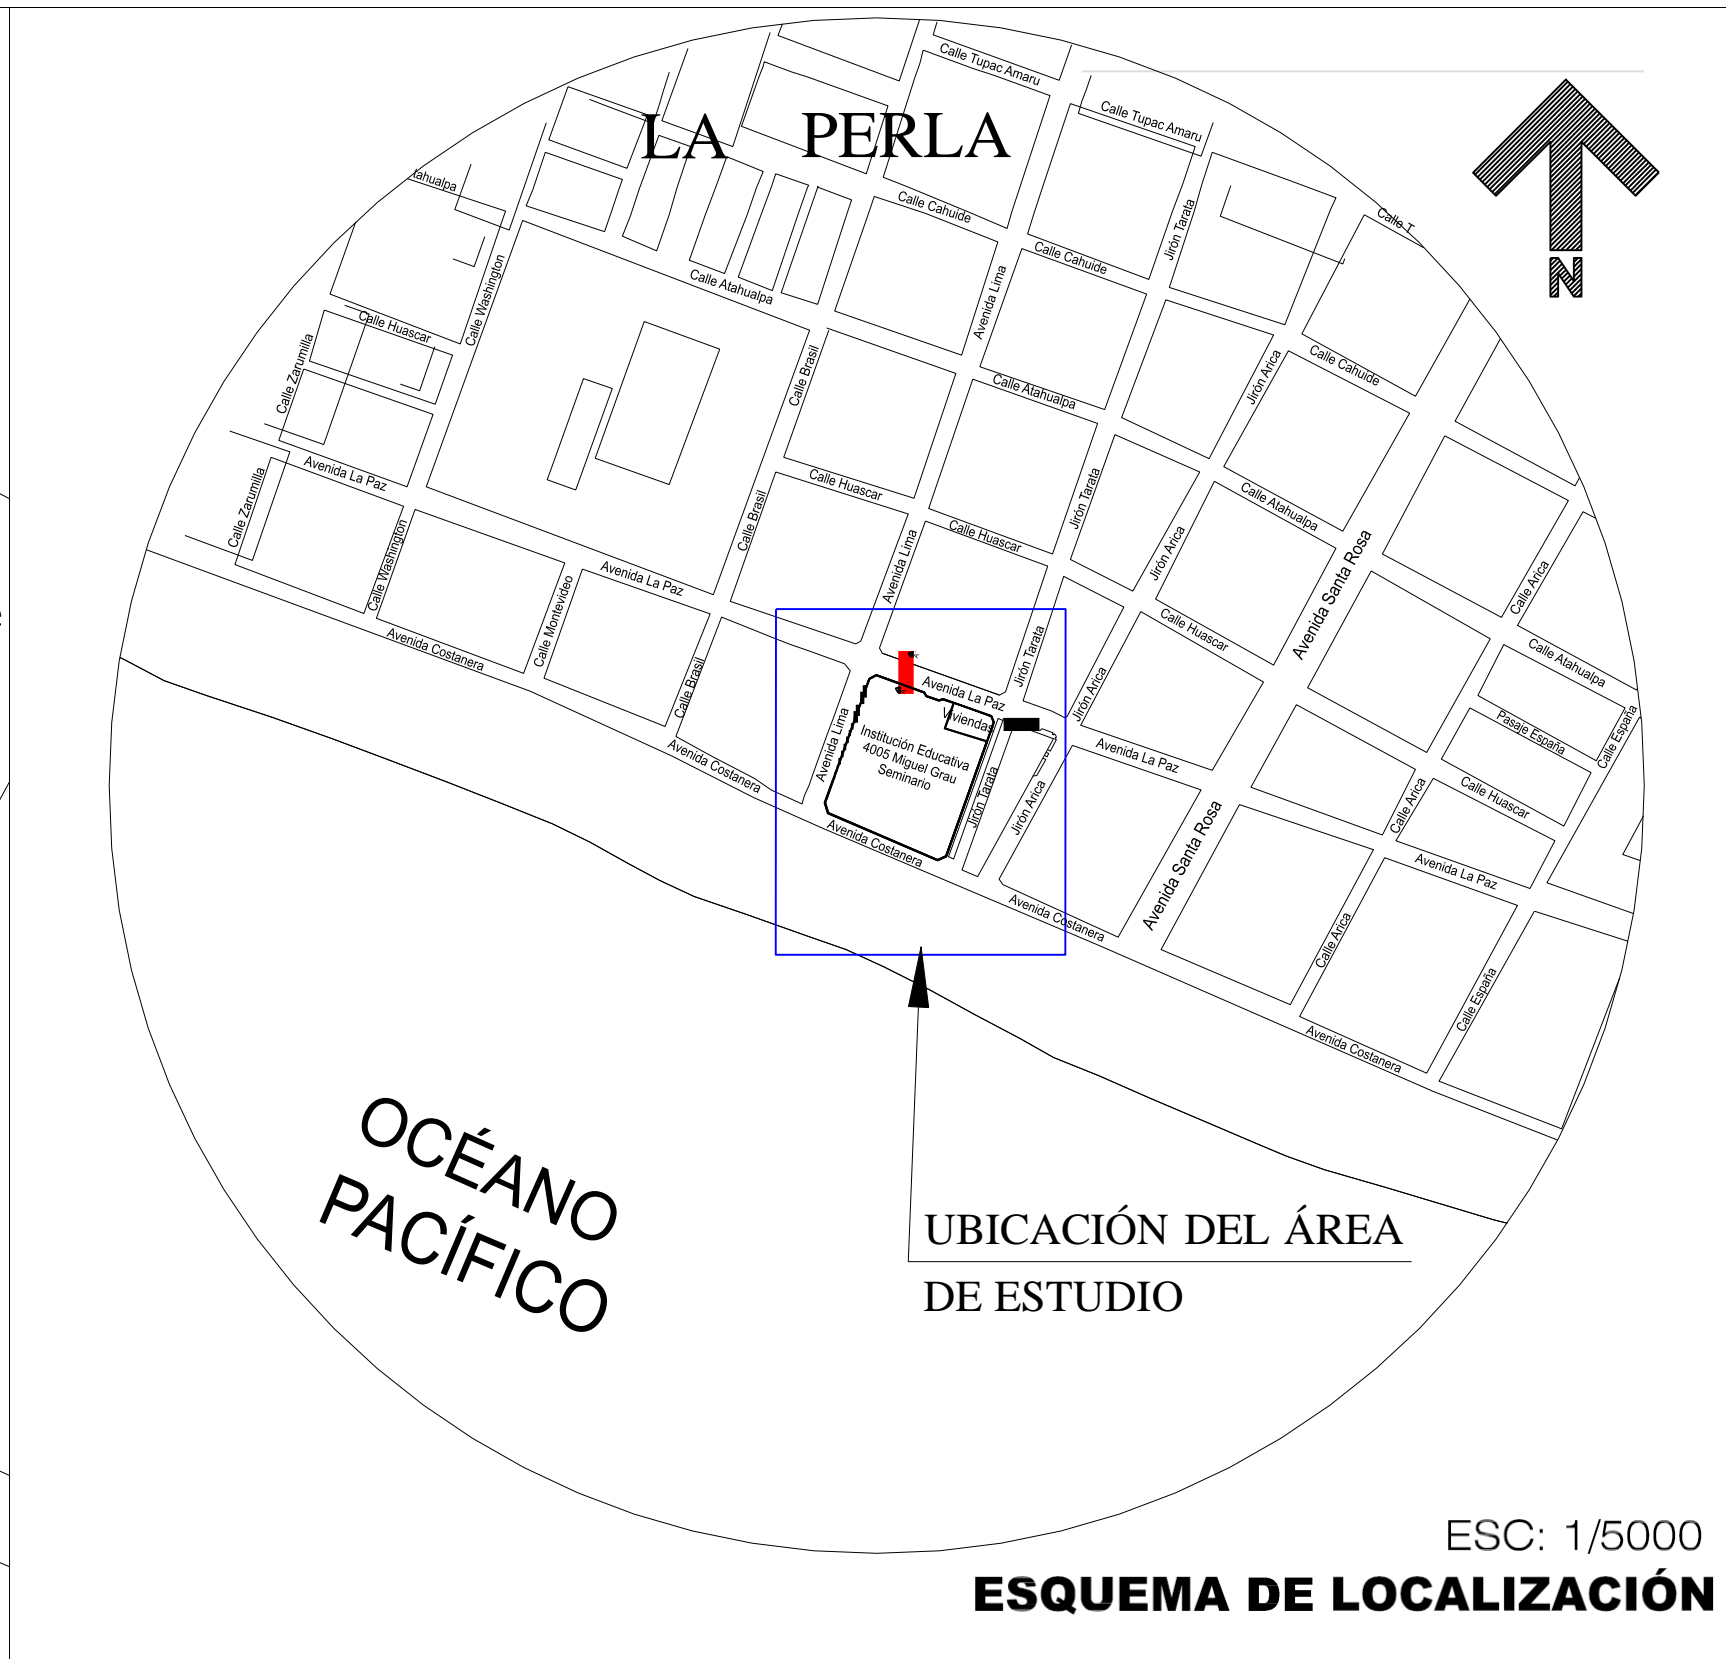 Calle Tupac Amaru
Calle Tupac Amaru
LA PERLA
tahualpa
Calle Cahuide
Jirón Tarata
Calle T
Calle Cahuide
N
Calle Washington
Calle Atahualpa
Avenida Lima
Calle Huascar
Calle Zarumilla
Calle Brasil
Calle Atahualpa
Jirón Arica
Calle Cahuide
Avenida La Paz
Calle Huascar
Jirón Tarata
Calle Atahualpa
Calle Zarumilla
Calle Brasil
Calle Huascar
Calle Washington
Avenida La Paz
Avenida Lima
Jirón Arica
Avenida Santa Rosa
Calle Arica
Calle Montevideo
Avenida Costanera
Calle Huascar
Calle Atahualpa
Jirón Tarata
Calle Brasil
Avenida La Paz
Jirón Arica
Viviendas
Pasaje España
Calle España
Avenida Lima
Institución Educativa
4005 Miguel Grau
Seminario
Avenida La Paz
Avenida Costanera
Jirón Tarata
Jirón Arica
Calle Huascar
Calle Arica
Avenida Costanera
Avenida Santa Rosa
Avenida La Paz
Avenida Costanera
Calle Arica
Calle España
Avenida Costanera
OCÉANO
PACÍFICO
UBICACIÓN DEL ÁREA
DE ESTUDIO
ESC: 1/5000
ESQUEMA DE LOCALIZACIÓN